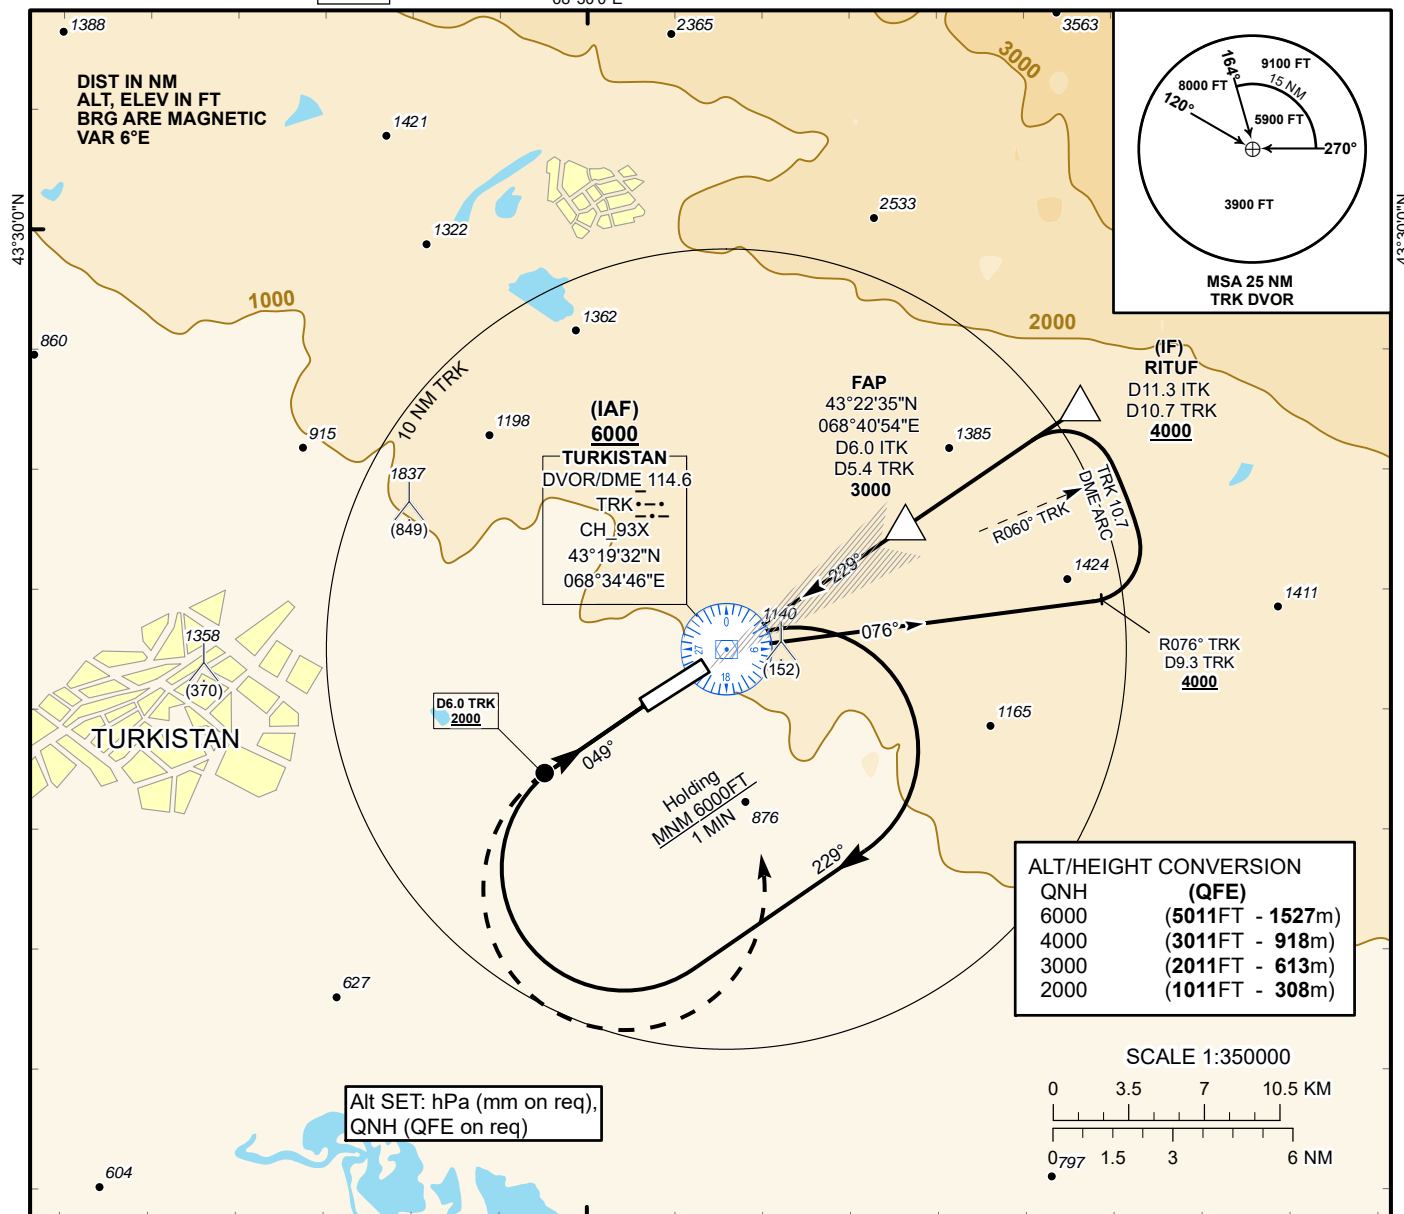 1388
2365
3563
3000
DIST IN NM
ALT, ELEV IN FT
BRG ARE MAGNETIC
VAR 6°E
1421
164°
9100 FT
15 NM
8000 FT
120°
5900 FT
270°
3900 FT
MSA 25 NM
TRK DVOR
43°30'0"N
43°30'0"N
2533
1322
1000
1362
2000
860
10 NM TRK
(IF)
RITUF
D11.3 ITK
D10.7 TRK
4000
FAP
43°22'35"N
068°40'54"E
D6.0 ITK
D5.4 TRK
3000
(IAF)
6000
TURKISTAN
DVOR/DME 114.6
TRK
CH 93X
43°19'32"N
068°34'46"E
915
1198
1385
1837
(849)
TRK 10.7
DME ARC
R060° TRK
229°
1424
1411
1140
(152)
076°
0
9
18
27
R076° TRK
D9.3 TRK
4000
1358
(370)
TURKISTAN
D6.0 TRK
2000
049°
1165
Holding
MNM 6000FT
1 MIN
876
229°
ALT/HEIGHT CONVERSION
QNH (QFE)
6000 (5011FT - 1527m)
4000 (3011FT - 918m)
3000 (2011FT - 613m)
2000 (1011FT - 308m)
627
SCALE 1:350000
0 3.5 7 10.5 KM
0 1.5 3 6 NM
797
Alt SET: hPa (mm on req),
QNH (QFE on req)
604